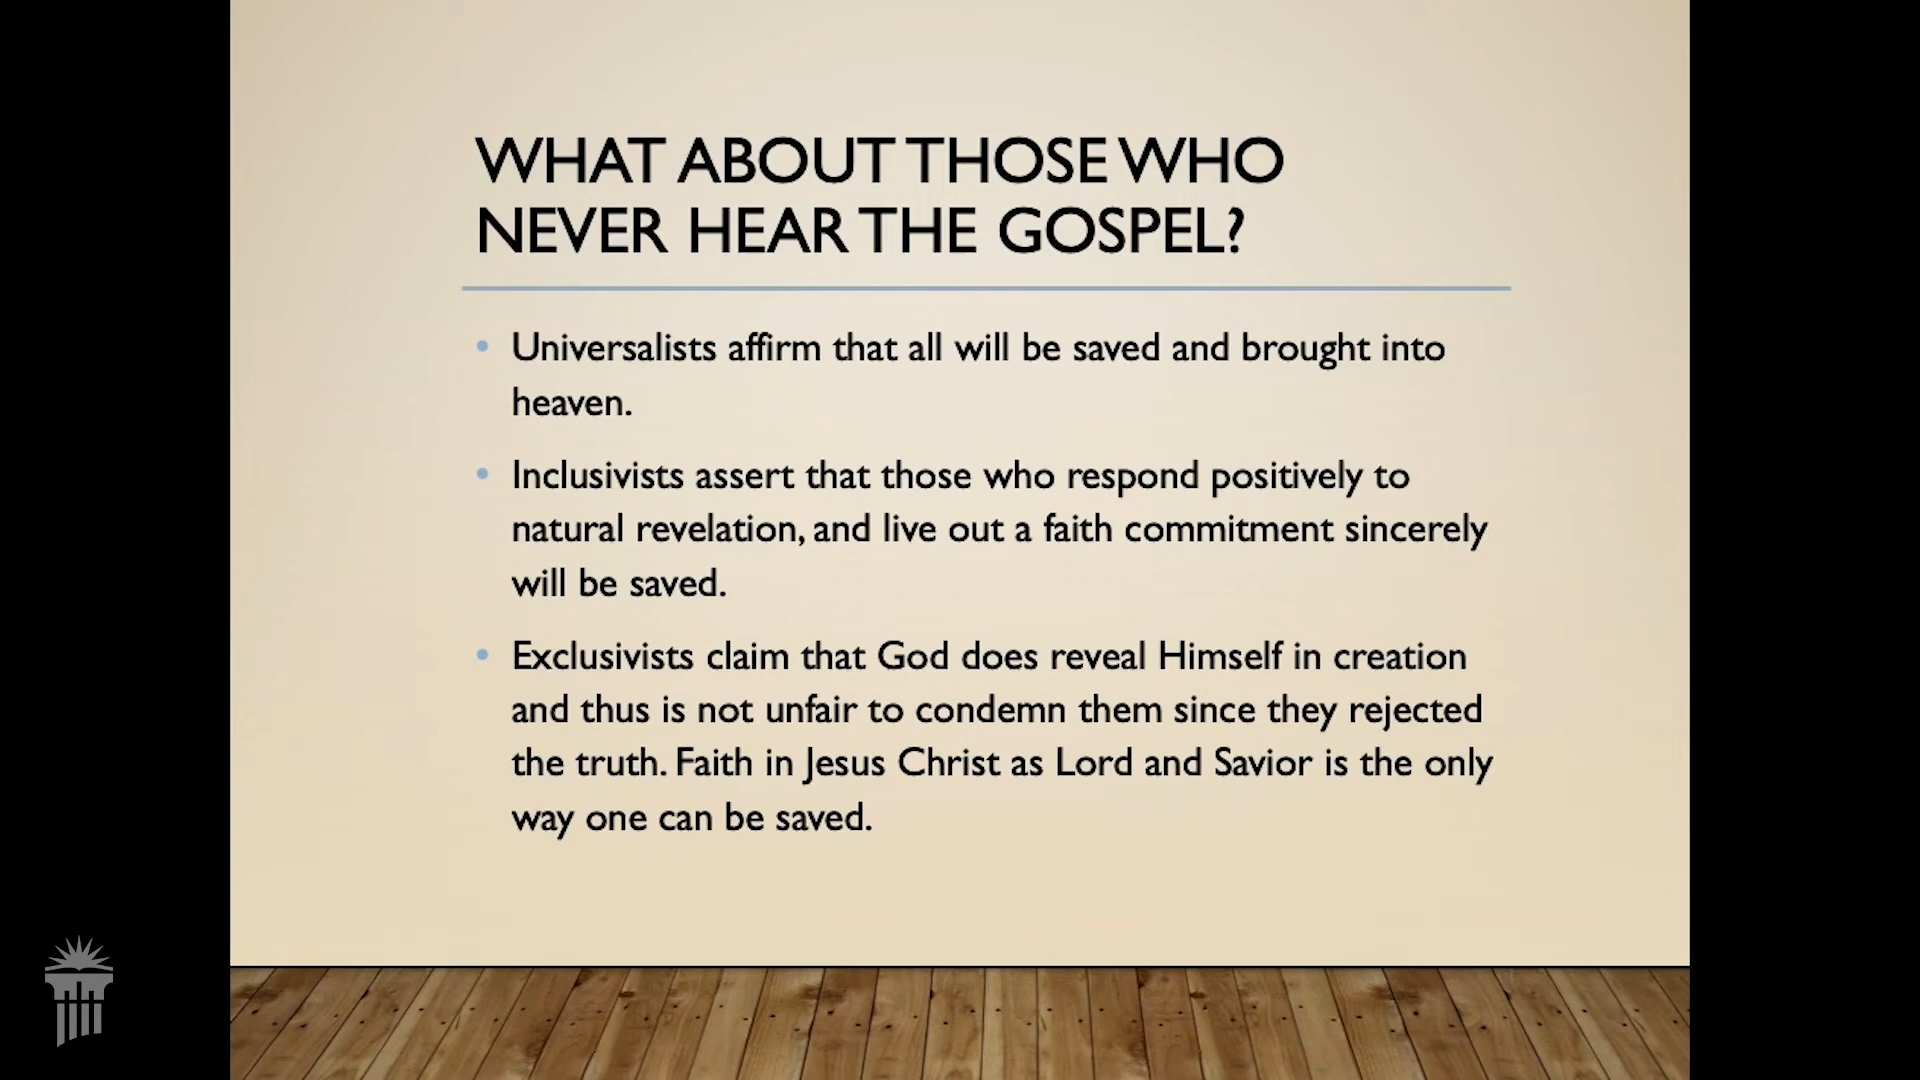 WHAT ABOUT THOSE WHO
NEVER HEAR THE GOSPEL?
• Universalists affirm that all will be saved and brought into
heaven.
• Inclusivists assert that those who respond positively to
natural revelation, and live out a faith commitment sincerely
will be saved.
• Exclusivists claim that God does reveal Himself in creation
and thus is not unfair to condemn them since they rejected
the truth. Faith in Jesus Christ as Lord and Savior is the only
way one can be saved.